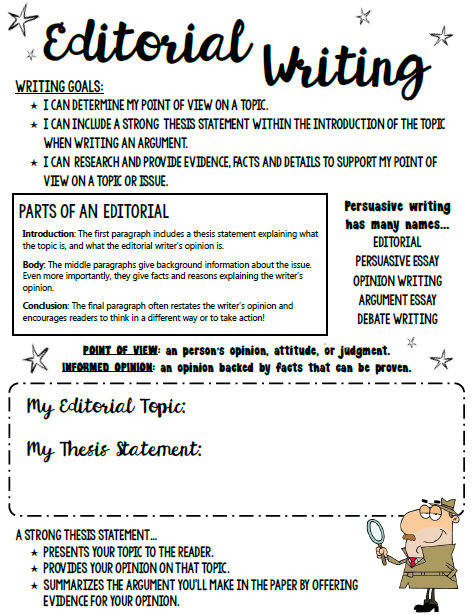 Editorial Writing
WRITING GOALS:
★ I CAN DETERMINE MY POINT OF VIEW ON A TOPIC.
★ I CAN INCLUDE A STRONG THESIS STATEMENT WITHIN THE INTRODUCTION OF THE TOPIC
WHEN WRITING AN ARGUMENT.
★ I CAN RESEARCH AND PROVIDE EVIDENCE, FACTS AND DETAILS TO SUPPORT MY POINT OF
VIEW ON A TOPIC OR ISSUE.
PARTS OF AN EDITORIAL
Introduction: The first paragraph includes a thesis statement explaining what
the topic is, and what the editorial writer's opinion is.
Body: The middle paragraphs give background information about the issue.
Even more importantly, they give facts and reasons explaining the writer's
opinion.
Conclusion: The final paragraph often restates the writer's opinion and
encourages readers to think in a different way or to take action!
Persuasive writing
has many names...
EDITORIAL
PERSUASIVE ESSAY
OPINION WRITING
ARGUMENT ESSAY
DEBATE WRITING
POINT OF VIEW: an person's opinion, attitude, or judgment.
INFORMED OPINION: an opinion backed by facts that can be proven.
My Editorial Topic:
My Thesis Statement:
A STRONG THESIS STATEMENT...
★ PRESENTS YOUR TOPIC TO THE READER.
★ PROVIDES YOUR OPINION ON THAT TOPIC.
★ SUMMARIZES THE ARGUMENT YOU'LL MAKE IN THE PAPER BY OFFERING
EVIDENCE FOR YOUR OPINION.